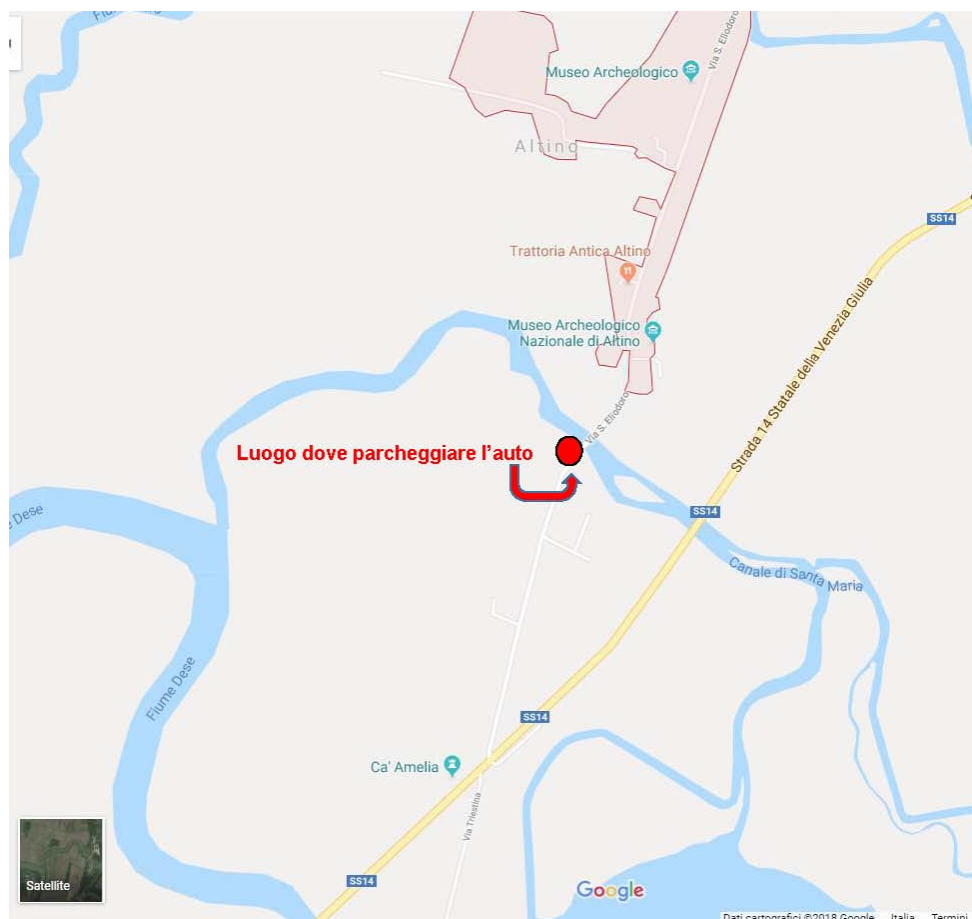 Museo Archeologico
Via S. Eliodoro
Altino
SS14
Trattoria Antica Altino
Museo Archeologico
Nazionale di Altino
Strada 14 Statale della Venezia Giulia
Via S. Eliodoro
Luogo dove parcheggiare l'auto
SS14
Dese
Canale di Santa Maria
Fiume Dese
SS14
Ca' Amelia
Via Triestina
SS14
Satellite
Google
Dati cartografici ©2018 Google Italia Termini